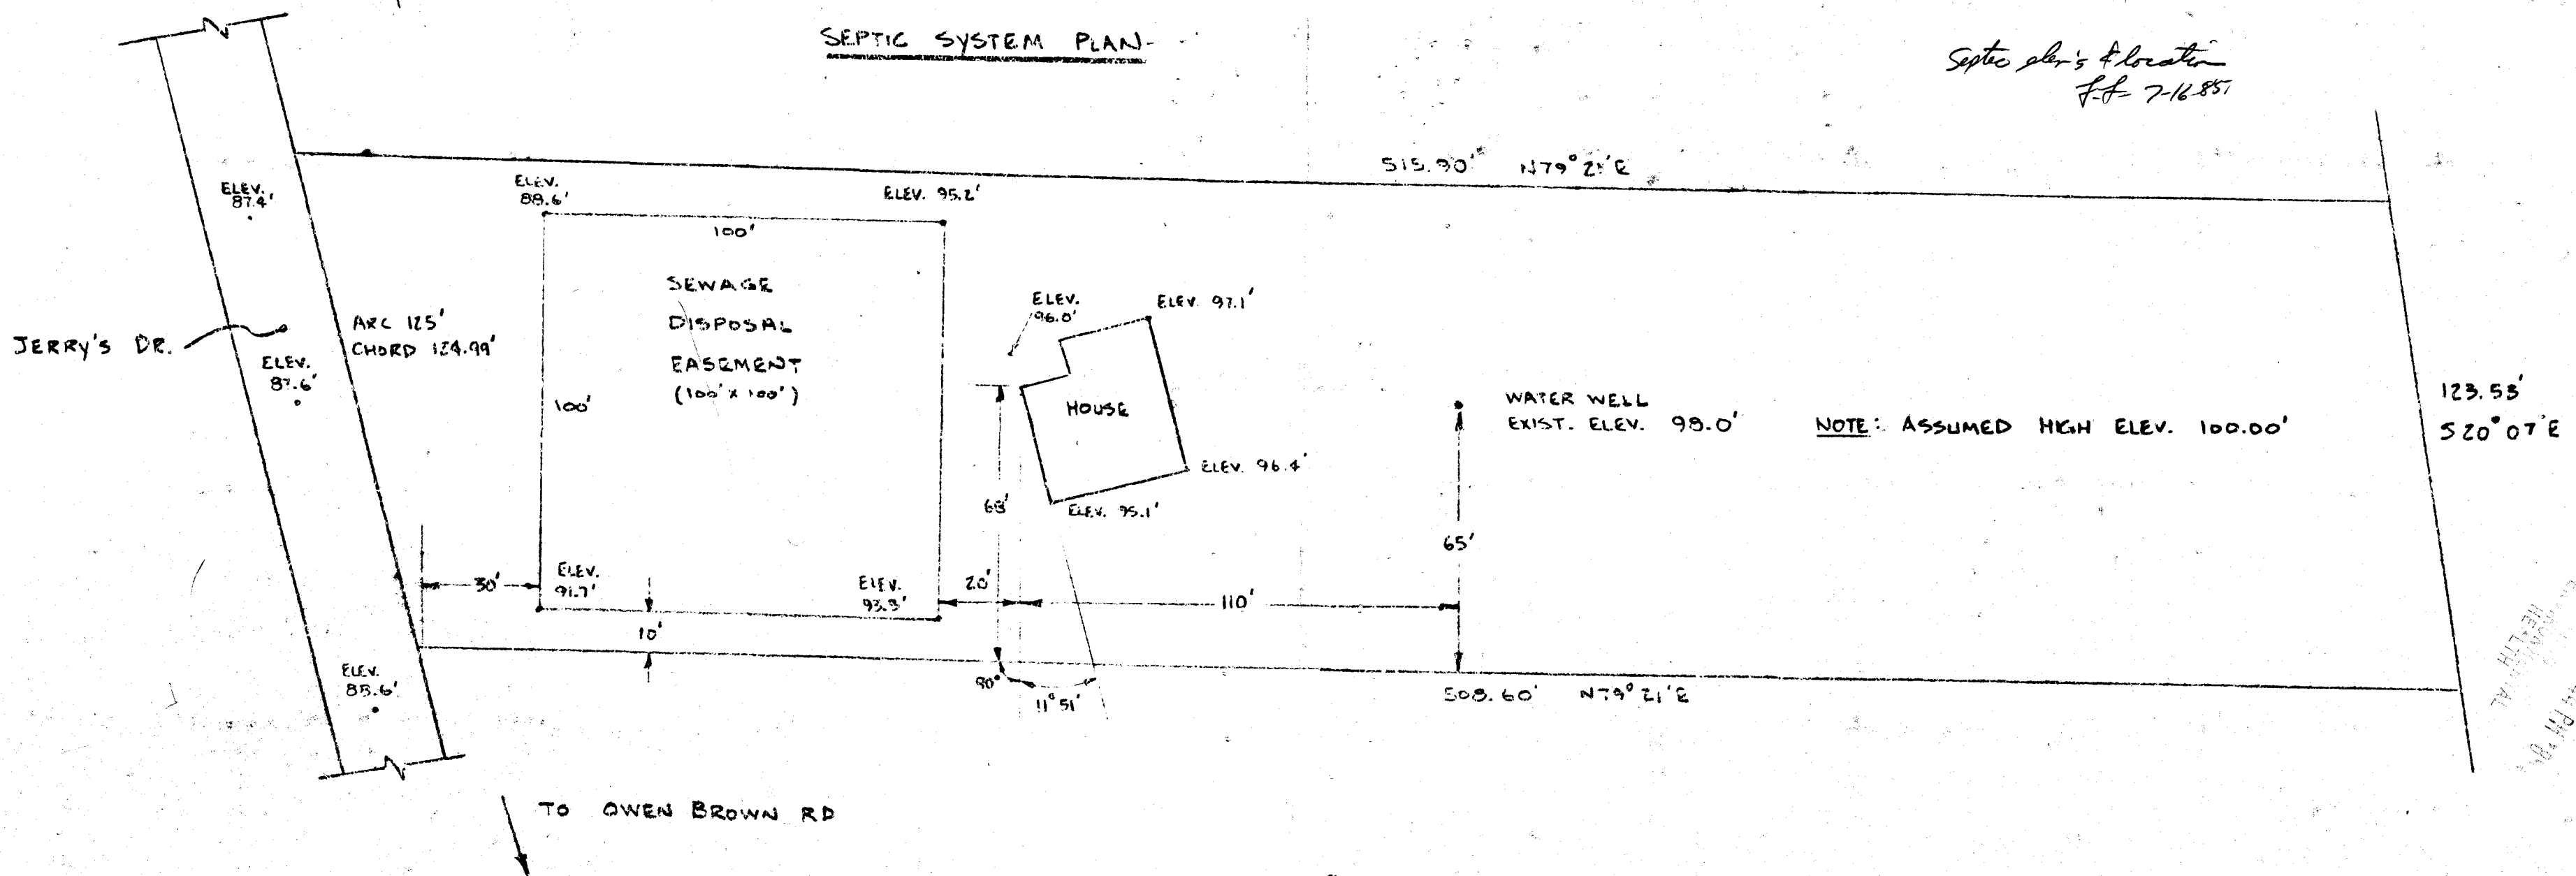 SEPTIC SYSTEM PLAN-
Septic elev's & location
7-16-85
515.90' N79°21'E
ELEV.
87.4'
ELEV.
88.6'
ELEV. 95.2'
100'
SEWAGE
DISPOSAL
EASEMENT
(100' X 100')
100'
JERRY'S DR.
ARC 125'
CHORD 124.99'
ELEV.
87.6'
ELEV.
96.0'
ELEV. 97.1'
HOUSE
ELEV. 96.4'
ELEV. 95.1'
68'
WATER WELL
EXIST. ELEV. 98.0'
NOTE: ASSUMED HIGH ELEV. 100.00'
123.53'
S20°07'E
65'
30'
ELEV.
91.7'
ELEV.
93.3'
20'
110'
10'
ELEV.
85.6'
90°
11°51'
508.60' N79°21'E
TO OWEN BROWN RD